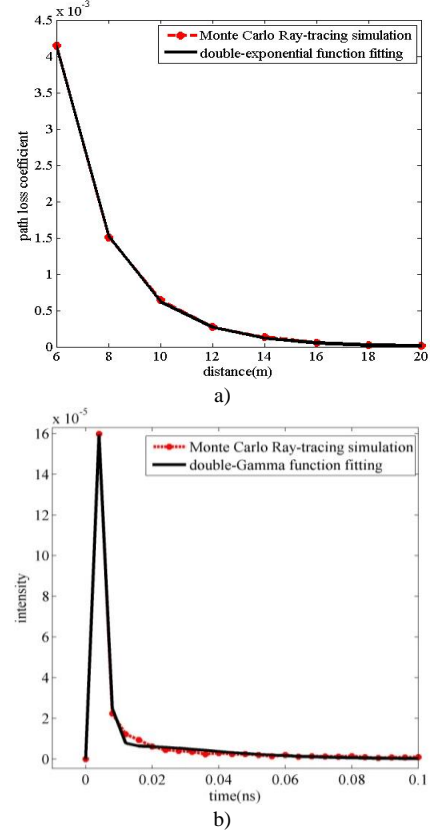 x 10⁻³
4.5
4
3.5
3
2.5
2
1.5
1
0.5
0
path loss coefficient
Monte Carlo Ray-tracing simulation
double-exponential function fitting
6 8 10 12 14 16 18 20
distance(m)
a)
x 10⁻⁵
16
14
12
10
8
6
4
2
0
intensity
Monte Carlo Ray-tracing simulation
double-Gamma function fitting
0 0.02 0.04 0.06 0.08 0.1
time(ns)
b)